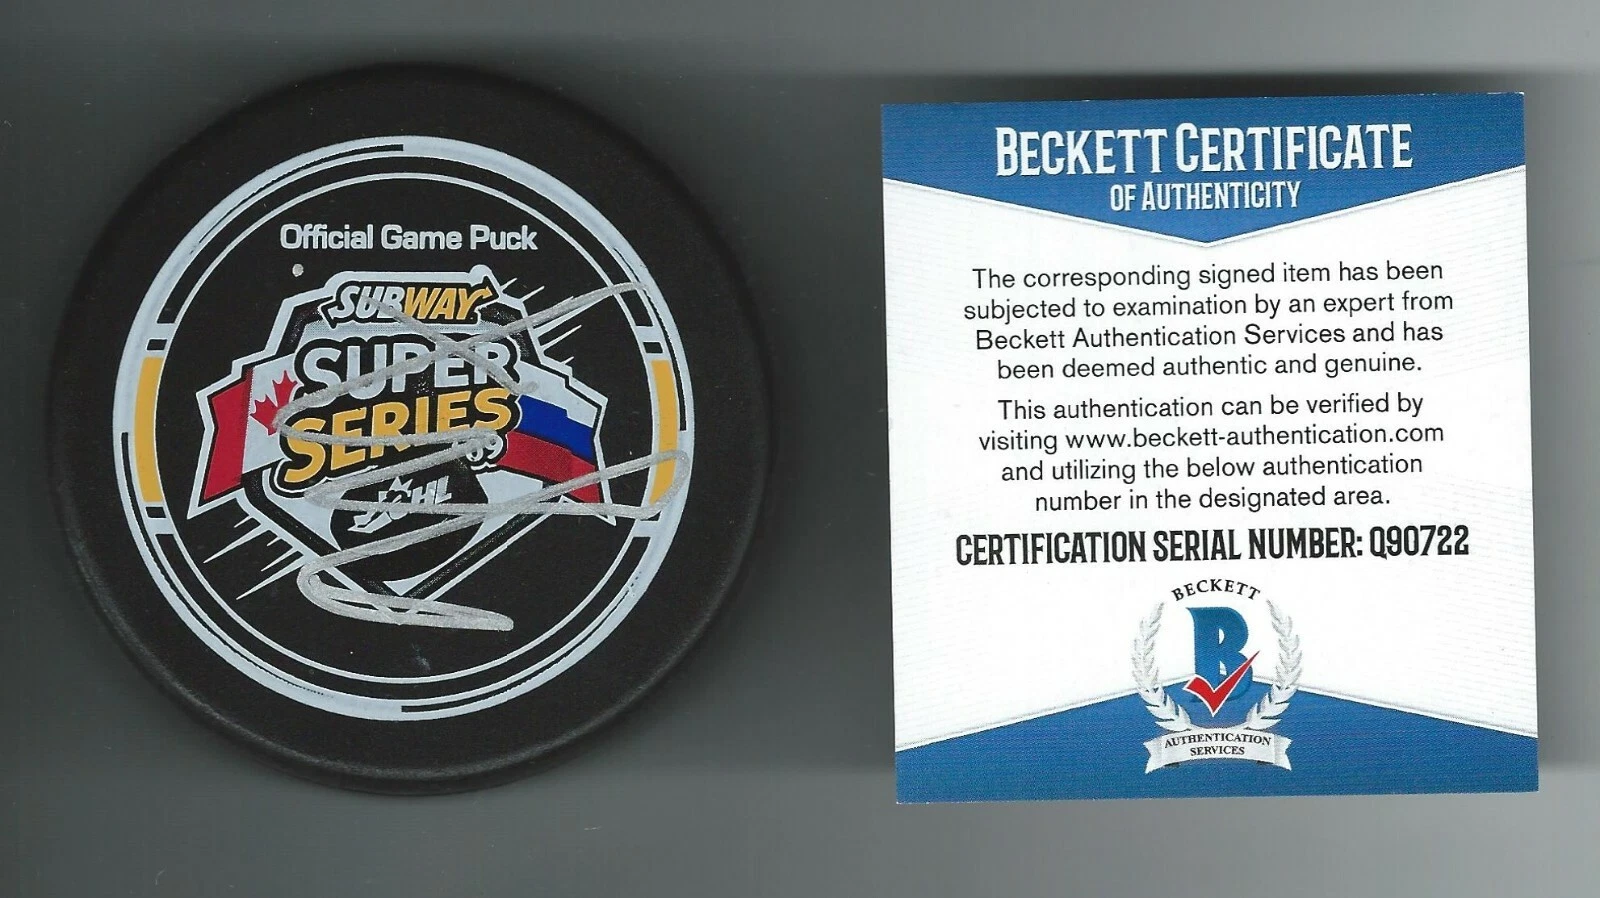 Official Game Puck
SUBWAY
SUPER
SERIES
09
CHL
BECKETT CERTIFICATE
OF AUTHENTICITY
The corresponding signed item has been
subjected to examination by an expert from
Beckett Authentication Services and has
been deemed authentic and genuine.
This authentication can be verified by
visiting www.beckett-authentication.com
and utilizing the below authentication
number in the designated area.
CERTIFICATION SERIAL NUMBER: Q90722
BECKETT
B
AUTHENTICATION
SERVICES